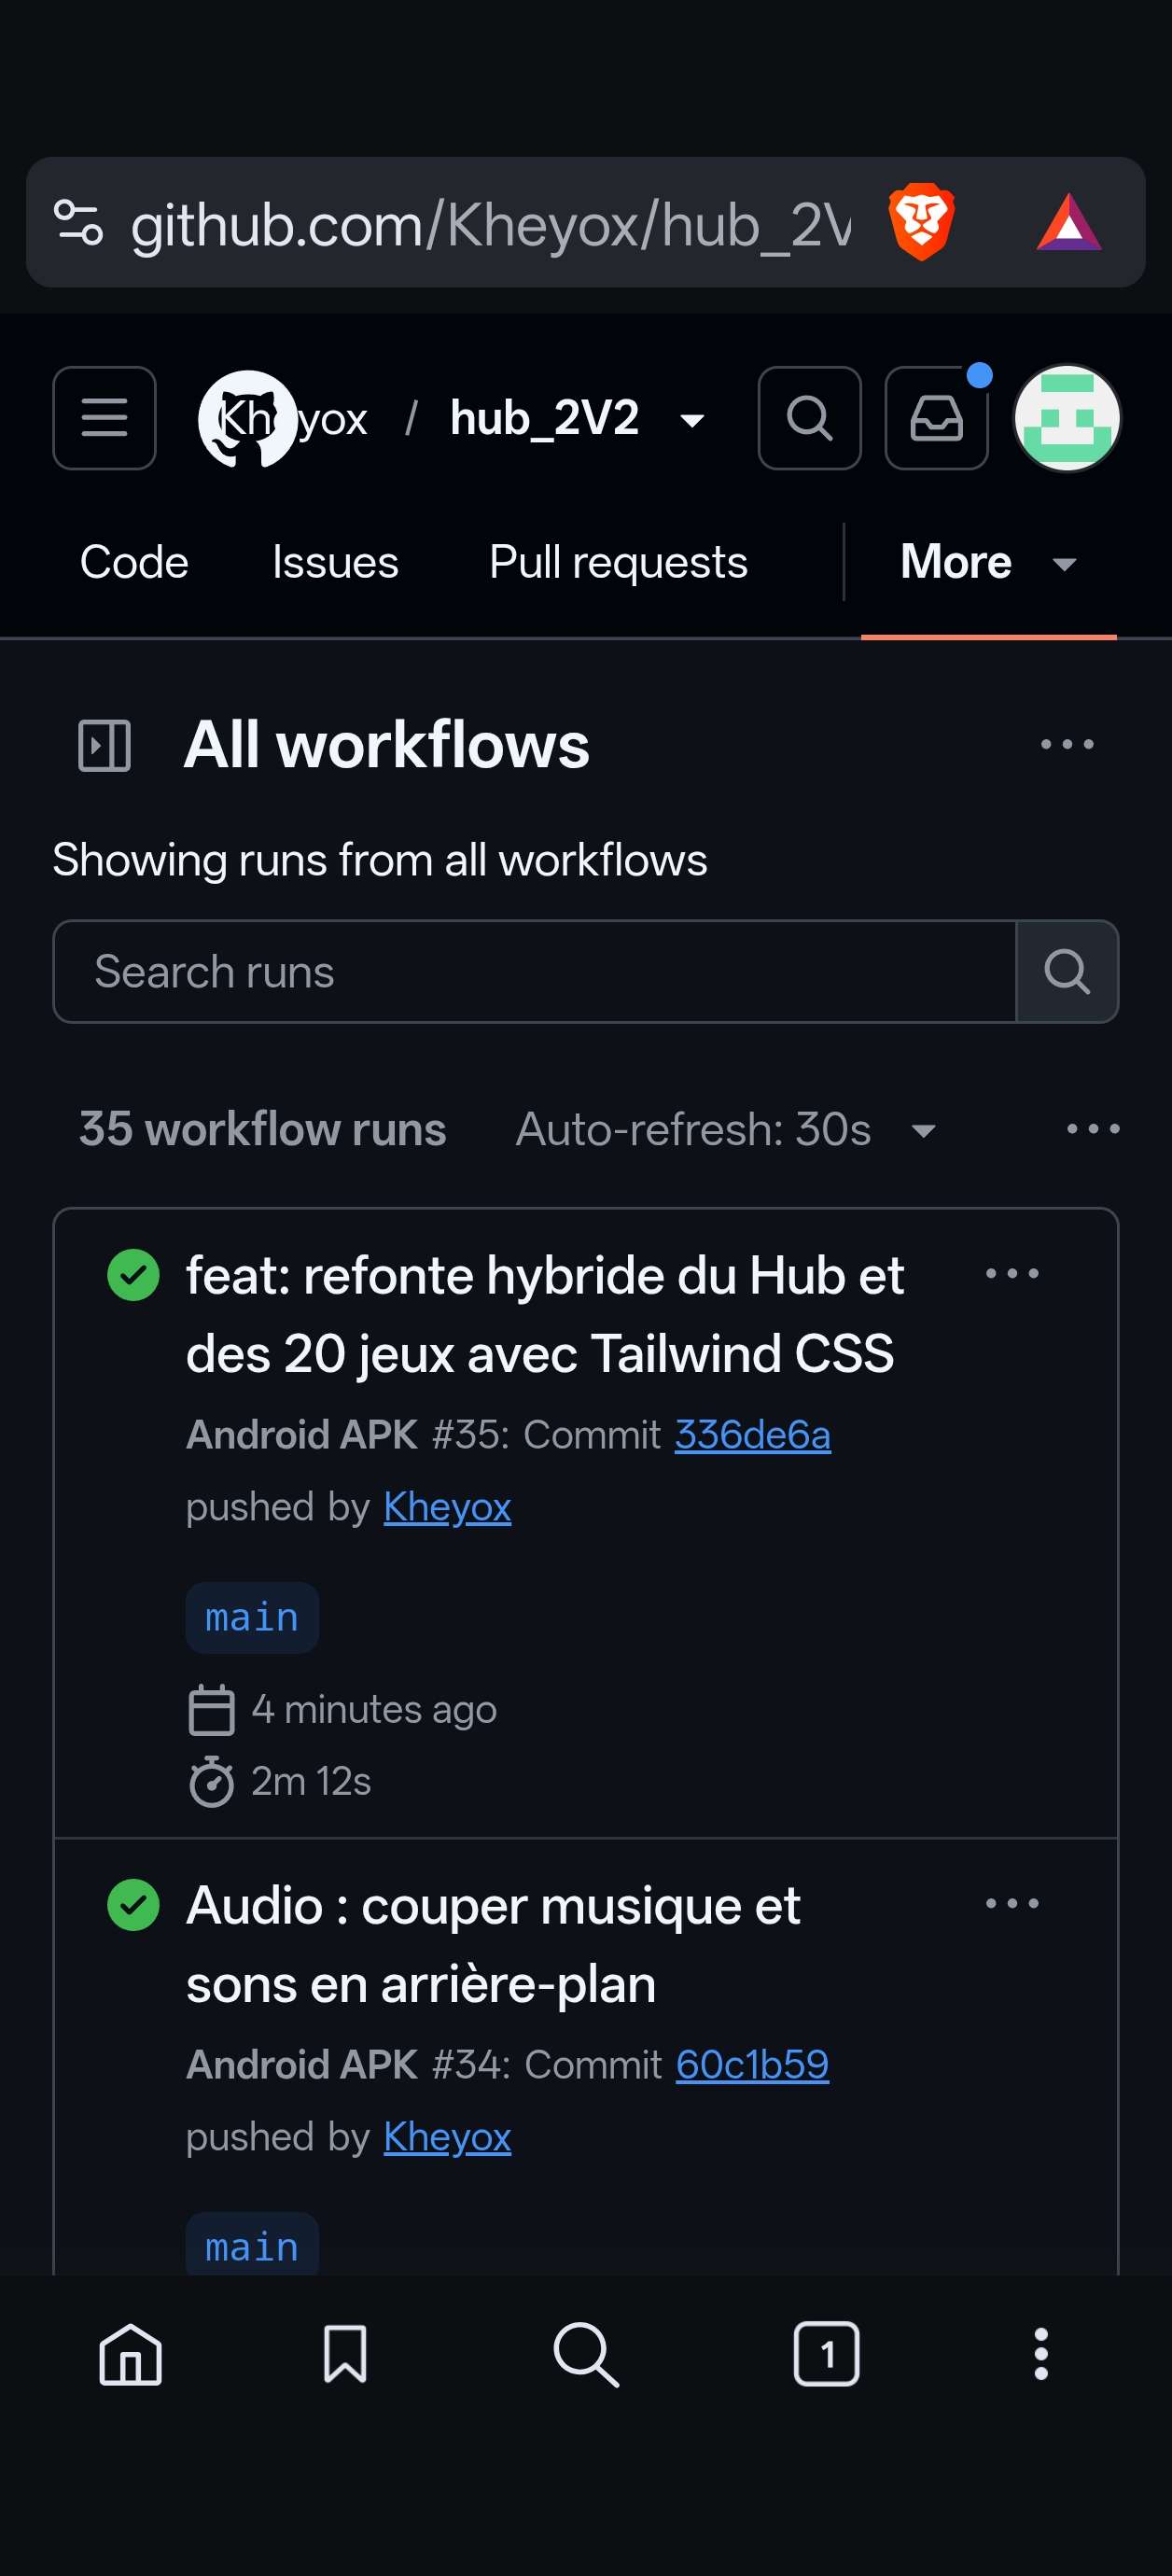 github.com/Kheyox/hub_2V
Kheyox / hub_2V2
Code Issues Pull requests More
All workflows
Showing runs from all workflows
Search runs
35 workflow runs Auto-refresh: 30s
feat: refonte hybride du Hub et
des 20 jeux avec Tailwind CSS
Android APK #35: Commit 336de6a
pushed by Kheyox
main
4 minutes ago
2m 12s
Audio : couper musique et
sons en arrière-plan
Android APK #34: Commit 60c1b59
pushed by Kheyox
main
1